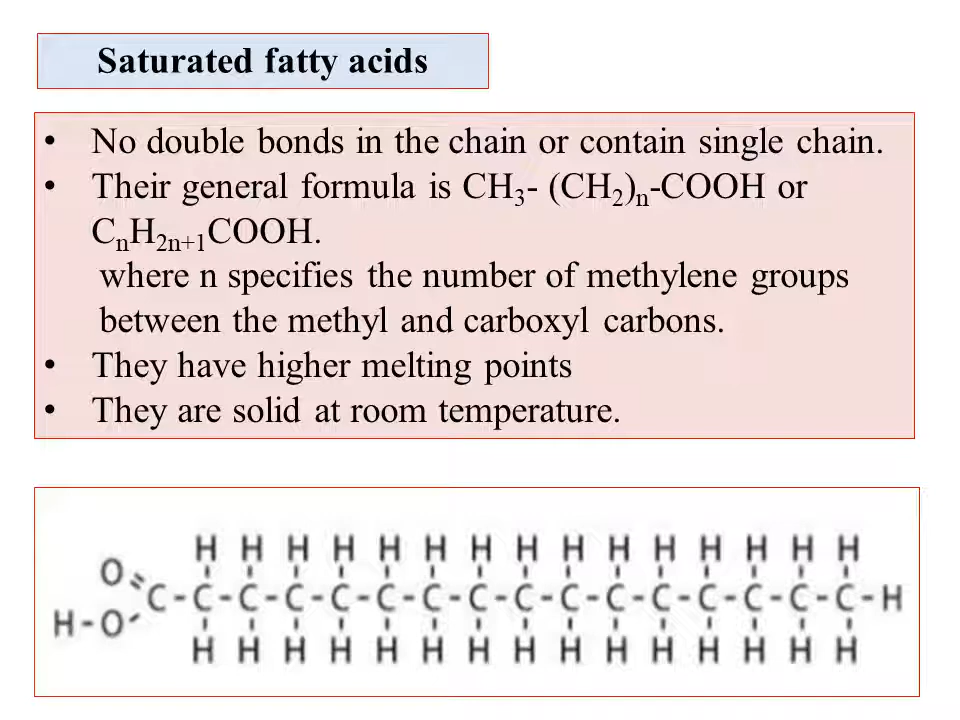 Saturated fatty acids
• No double bonds in the chain or contain single chain.
• Their general formula is CH₃- (CH₂)ₙ-COOH or
CₙH₂ₙ₊₁COOH.
where n specifies the number of methylene groups
between the methyl and carboxyl carbons.
• They have higher melting points
• They are solid at room temperature.
H H H H H H H H H H H H H H H
O
C-C-C-C-C-C-C-C-C-C-C-C-C-C-C-C-H
H-O
H H H H H H H H H H H H H H H